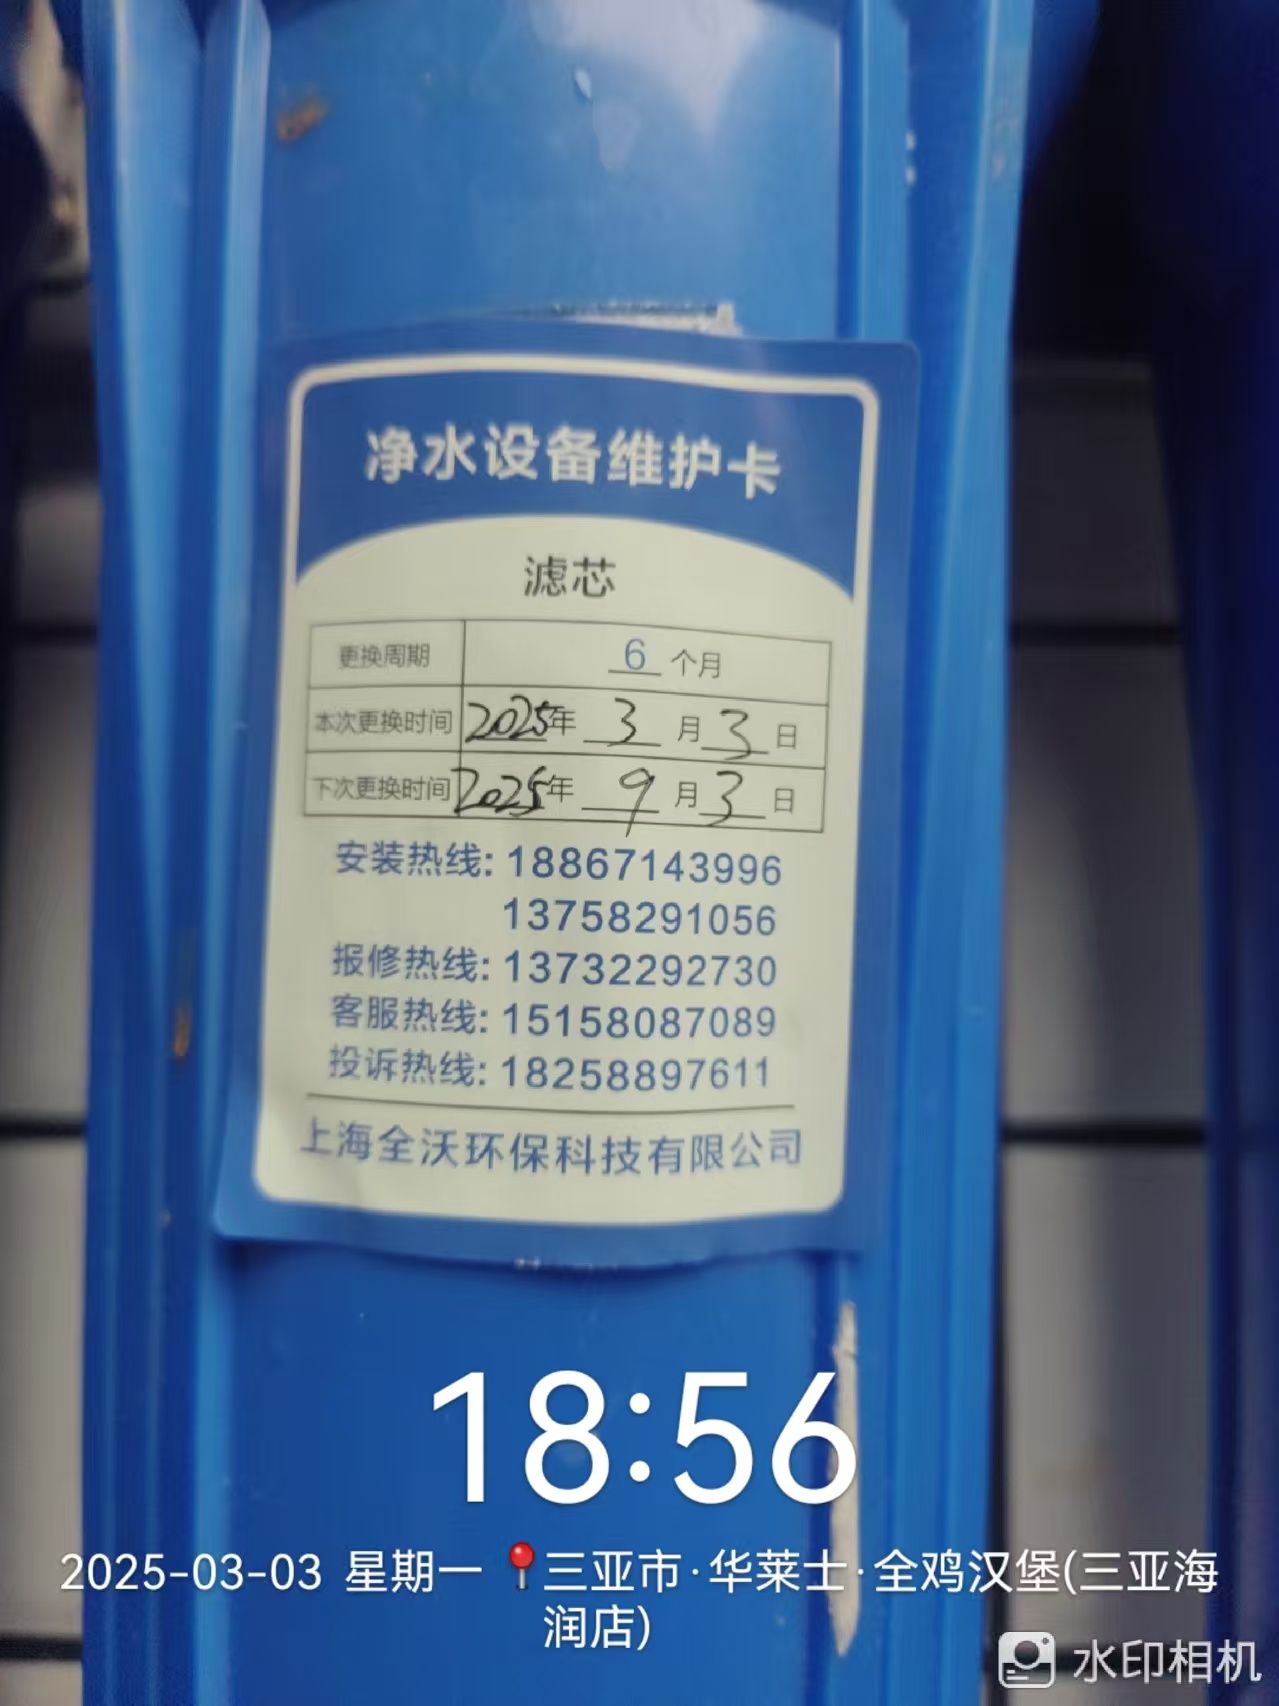 净水设备维护卡
滤芯
更换周期 6 个月
本次更换时间 2025年 3 月 3 日
下次更换时间 2025年 9 月 3 日
安装热线: 18867143996
13758291056
报修热线: 13732292730
客服热线: 15158087089
投诉热线: 18258897611
上海全沃环保科技有限公司
18:56
2025-03-03 星期一 三亚市·华莱士·全鸡汉堡(三亚海
润店)
水印相机